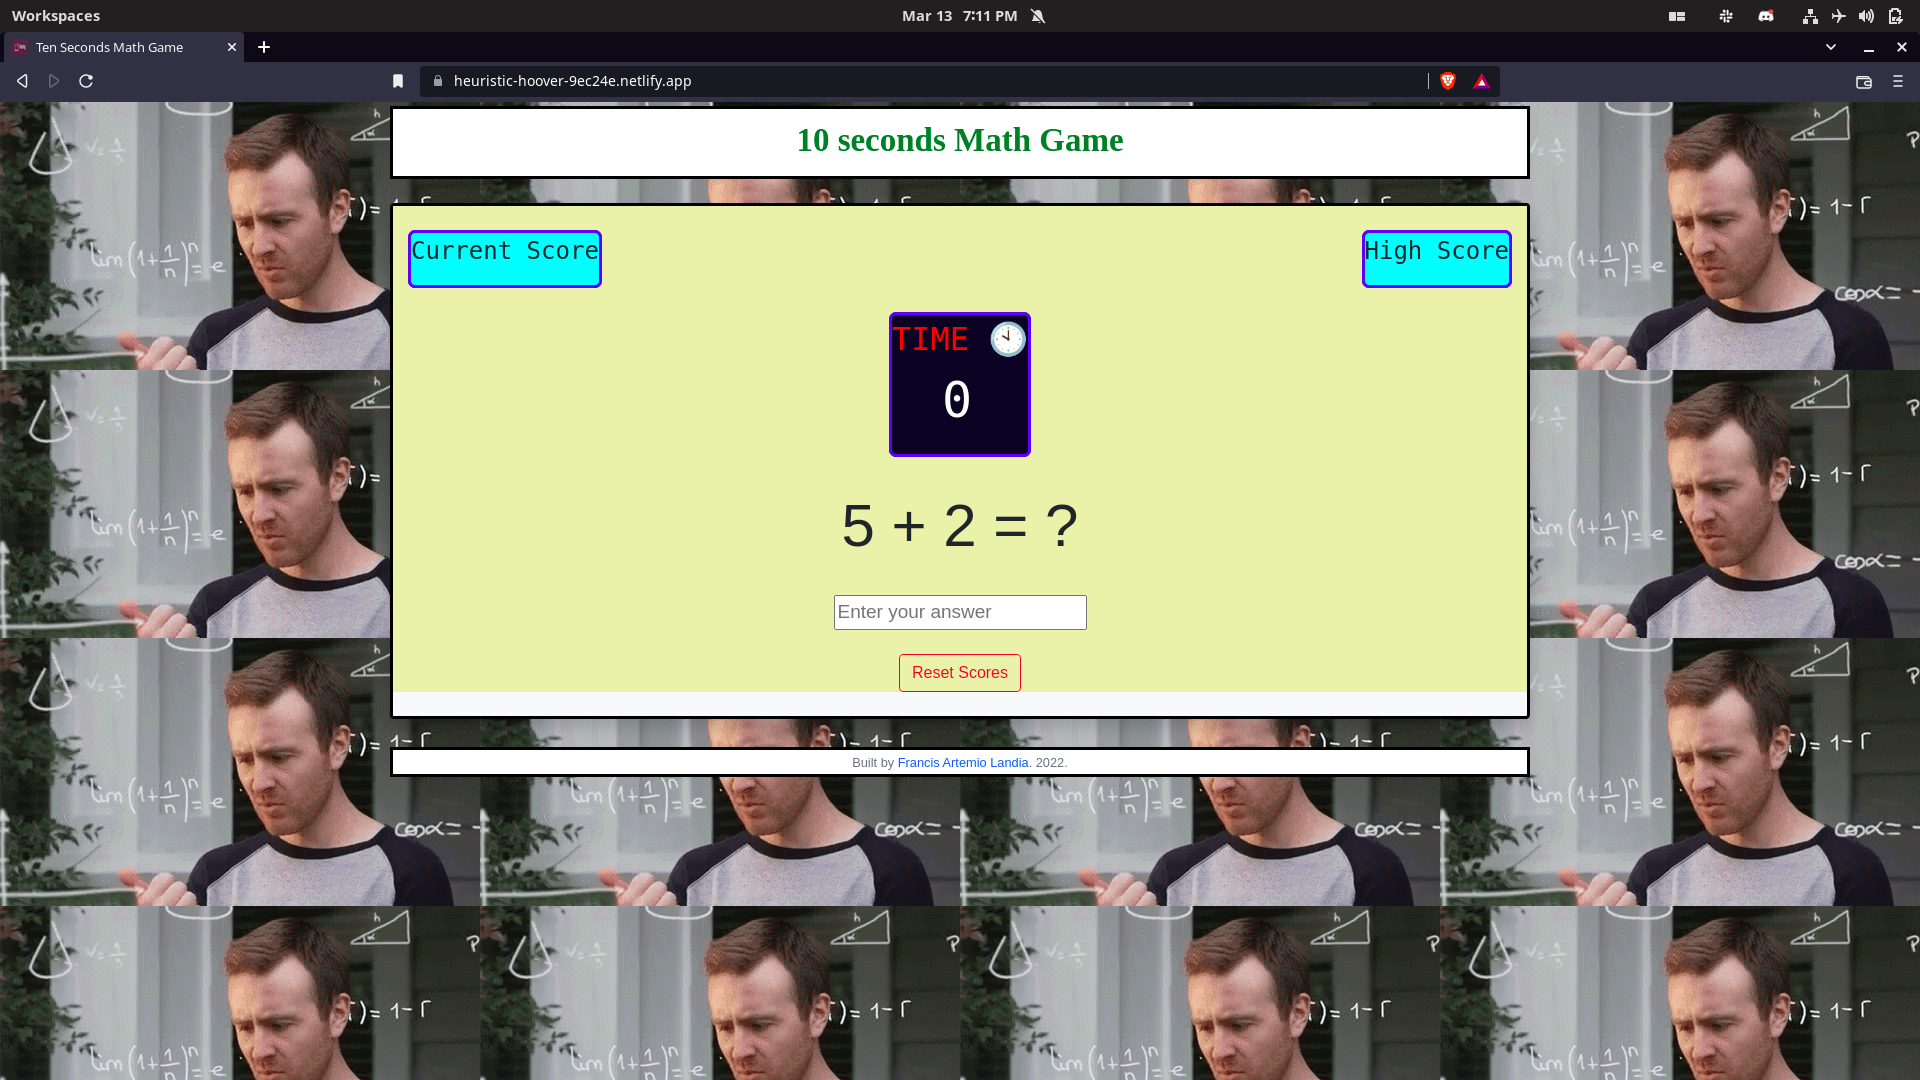 Workspaces
Mar 13 7:11 PM
Ten Seconds Math Game
heuristic-hoover-9ec24e.netlify.app
10 seconds Math Game
Current Score
High Score
TIME
0
5 + 2 = ?
Enter your answer
Reset Scores
Built by Francis Artemio Landia. 2022.